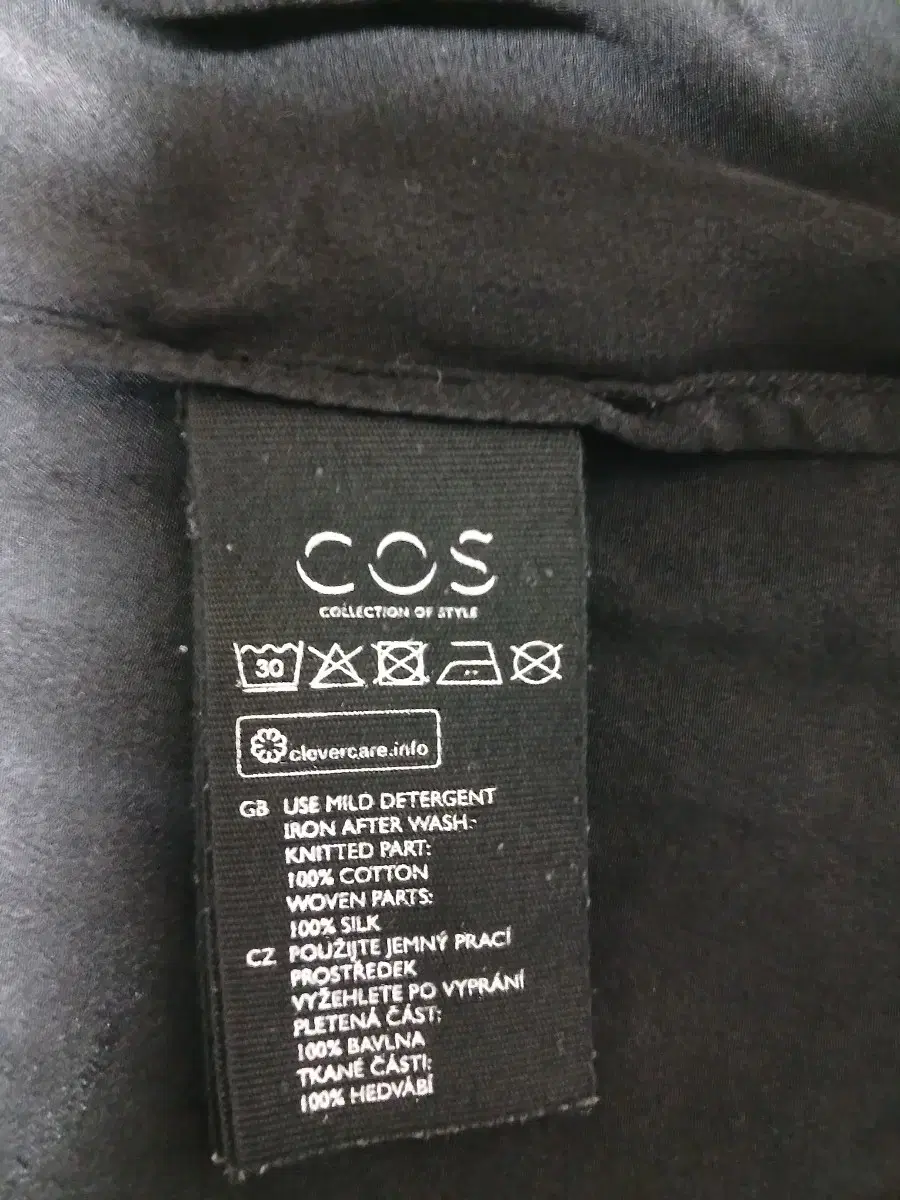 COS
COLLECTION OF STYLE
30
clevercare.info
GB USE MILD DETERGENT
IRON AFTER WASH.
KNITTED PART:
100% COTTON
WOVEN PARTS:
100% SILK
CZ POUŽIJTE JEMNÝ PRACÍ
PROSTŘEDEK
VYŽEHLETE PO VYPRÁNÍ
PLETENÁ ČÁST:
100% BAVLNA
TKANÉ ČÁSTI:
100% HEDVÁBÍ